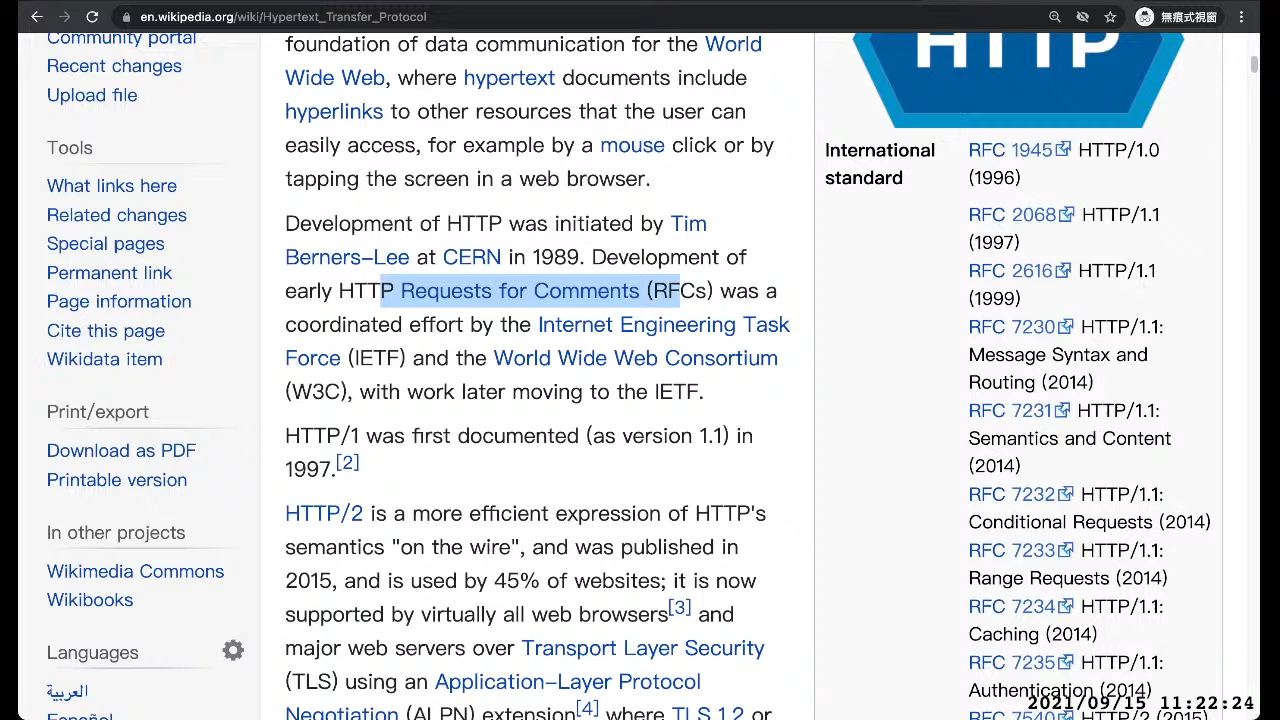 en.wikipedia.org/wiki/Hypertext_Transfer_Protocol
無痕式視窗
Community portal
Recent changes
Upload file
Tools
What links here
Related changes
Special pages
Permanent link
Page information
Cite this page
Wikidata item
Print/export
Download as PDF
Printable version
In other projects
Wikimedia Commons
Wikibooks
Languages
العربية
Español
foundation of data communication for the World
Wide Web, where hypertext documents include
hyperlinks to other resources that the user can
easily access, for example by a mouse click or by
tapping the screen in a web browser.
Development of HTTP was initiated by Tim
Berners-Lee at CERN in 1989. Development of
early HTTP Requests for Comments (RFCs) was a
coordinated effort by the Internet Engineering Task
Force (IETF) and the World Wide Web Consortium
(W3C), with work later moving to the IETF.
HTTP/1 was first documented (as version 1.1) in
1997.[2]
HTTP/2 is a more efficient expression of HTTP's
semantics "on the wire", and was published in
2015, and is used by 45% of websites; it is now
supported by virtually all web browsers[3] and
major web servers over Transport Layer Security
(TLS) using an Application-Layer Protocol
Negotiation (ALPN) extension[4] where TLS 1.2 or
HTTP
International
standard
RFC 1945 HTTP/1.0
(1996)
RFC 2068 HTTP/1.1
(1997)
RFC 2616 HTTP/1.1
(1999)
RFC 7230 HTTP/1.1:
Message Syntax and
Routing (2014)
RFC 7231 HTTP/1.1:
Semantics and Content
(2014)
RFC 7232 HTTP/1.1:
Conditional Requests (2014)
RFC 7233 HTTP/1.1:
Range Requests (2014)
RFC 7234 HTTP/1.1:
Caching (2014)
RFC 7235 HTTP/1.1:
Authentication (2014)
RFC 7540 HTTP/2 (2015)
2021/09/15 11:22:24